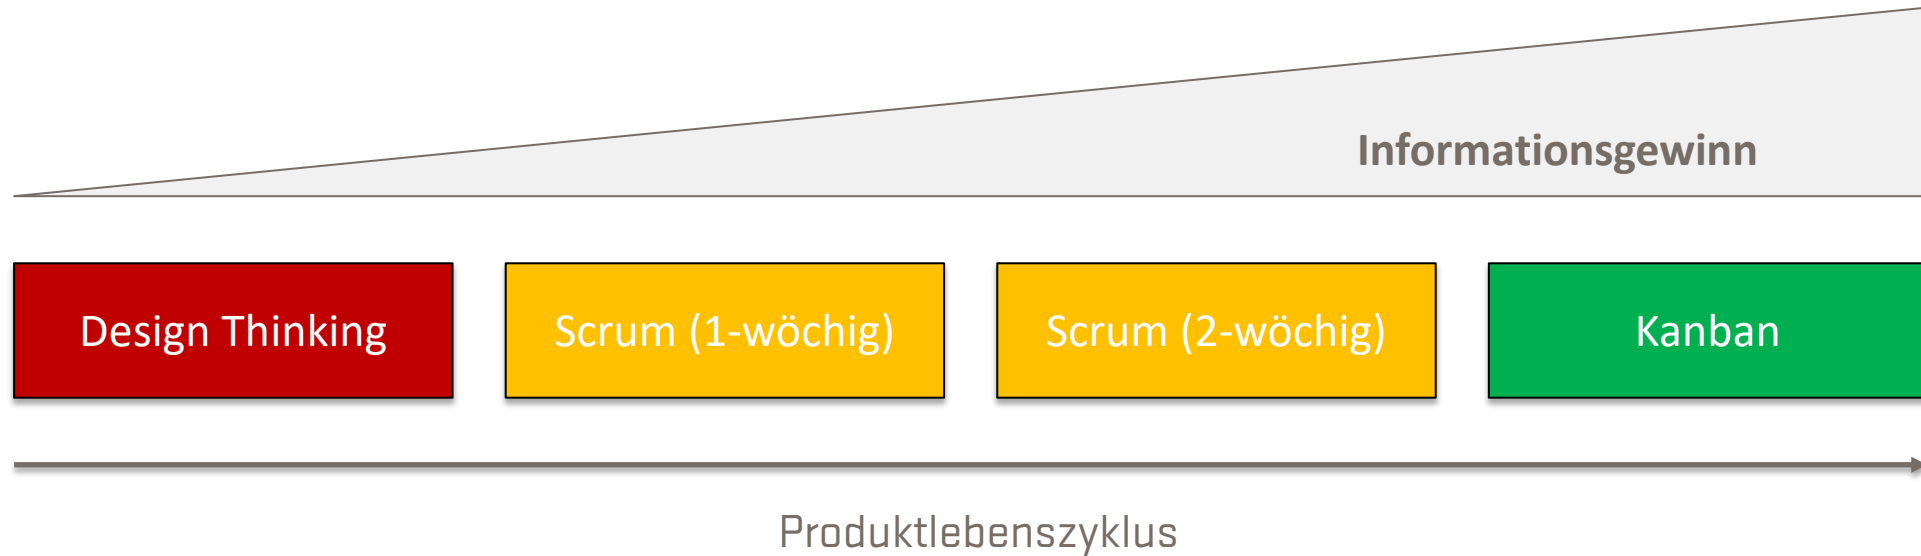 Informationsgewinn
Design Thinking
Scrum (1-wöchig)
Scrum (2-wöchig)
Kanban
Produktlebenszyklus